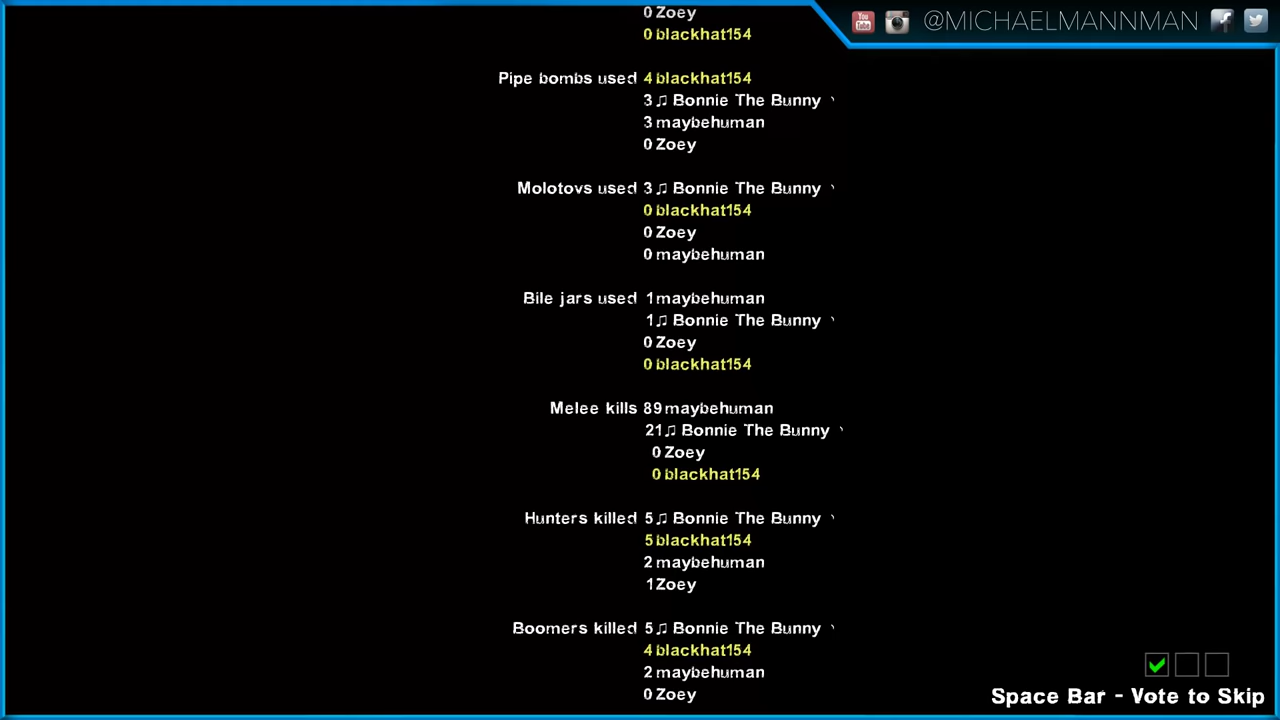 0 Zoey
0 blackhat154
@MICHAELMANNMAN
Pipe bombs used 4 blackhat154
3 ♫ Bonnie The Bunny
3 maybehuman
0 Zoey
Molotovs used 3 ♫ Bonnie The Bunny
0 blackhat154
0 Zoey
0 maybehuman
Bile jars used 1 maybehuman
1 ♫ Bonnie The Bunny
0 Zoey
0 blackhat154
Melee kills 89 maybehuman
21 ♫ Bonnie The Bunny
0 Zoey
0 blackhat154
Hunters killed 5 ♫ Bonnie The Bunny
5 blackhat154
2 maybehuman
1 Zoey
Boomers killed 5 ♫ Bonnie The Bunny
4 blackhat154
2 maybehuman
0 Zoey
Space Bar - Vote to Skip